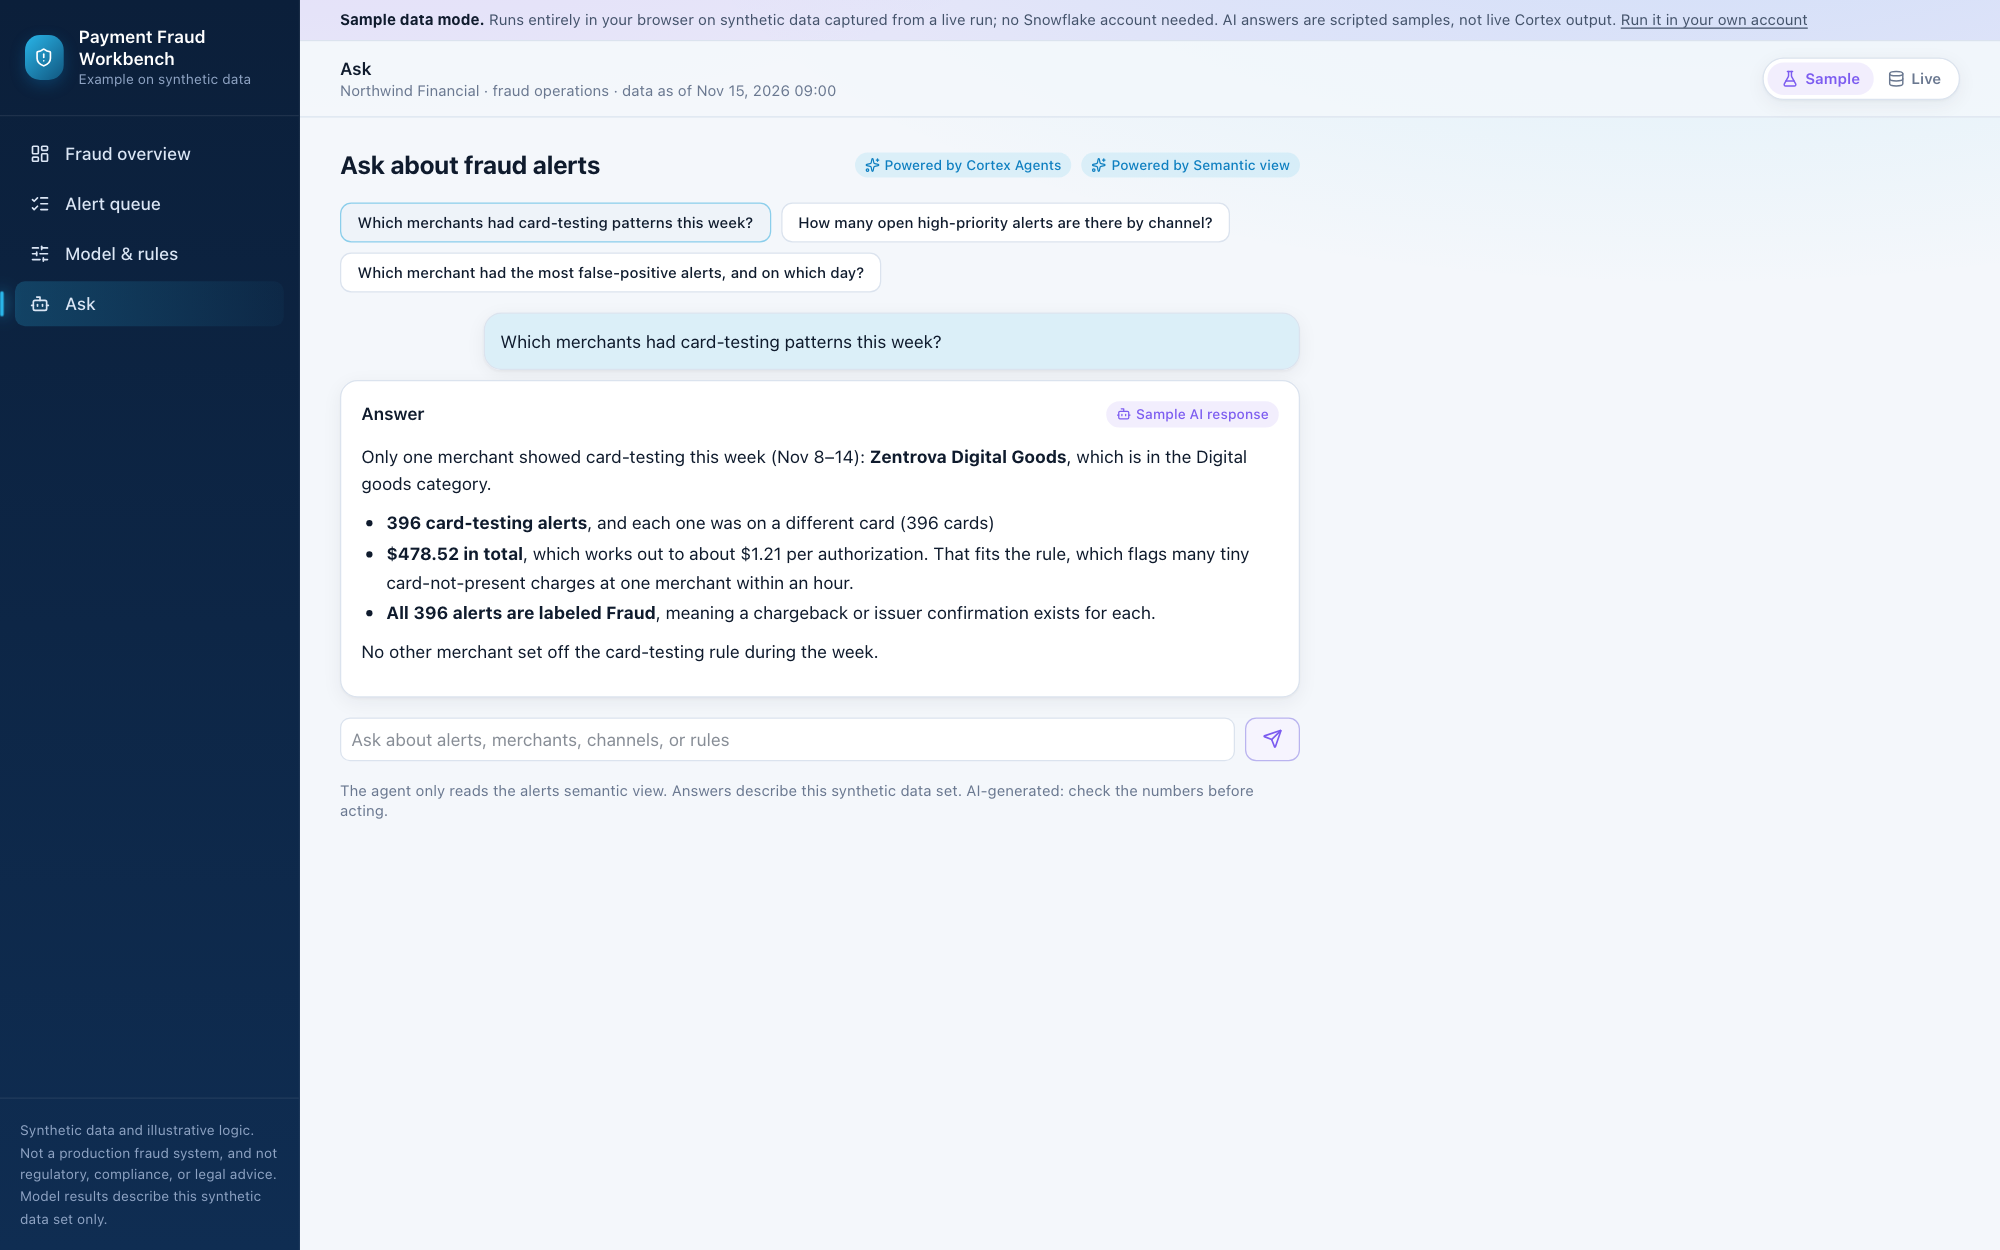 Payment Fraud
Workbench
Example on synthetic data
Fraud overview
Alert queue
Model & rules
Ask
Synthetic data and illustrative logic.
Not a production fraud system, and not
regulatory, compliance, or legal advice.
Model results describe this synthetic
data set only.
Sample data mode. Runs entirely in your browser on synthetic data captured from a live run; no Snowflake account needed. AI answers are scripted samples, not live Cortex output. Run it in your own account
Ask
Northwind Financial · fraud operations · data as of Nov 15, 2026 09:00
Sample
Live
Ask about fraud alerts
Powered by Cortex Agents
Powered by Semantic view
Which merchants had card-testing patterns this week?
How many open high-priority alerts are there by channel?
Which merchant had the most false-positive alerts, and on which day?
Which merchants had card-testing patterns this week?
Answer
Sample AI response
Only one merchant showed card-testing this week (Nov 8–14): Zentrova Digital Goods, which is in the Digital
goods category.
• 396 card-testing alerts, and each one was on a different card (396 cards)
• $478.52 in total, which works out to about $1.21 per authorization. That fits the rule, which flags many tiny
card-not-present charges at one merchant within an hour.
• All 396 alerts are labeled Fraud, meaning a chargeback or issuer confirmation exists for each.
No other merchant set off the card-testing rule during the week.
Ask about alerts, merchants, channels, or rules
The agent only reads the alerts semantic view. Answers describe this synthetic data set. AI-generated: check the numbers before
acting.